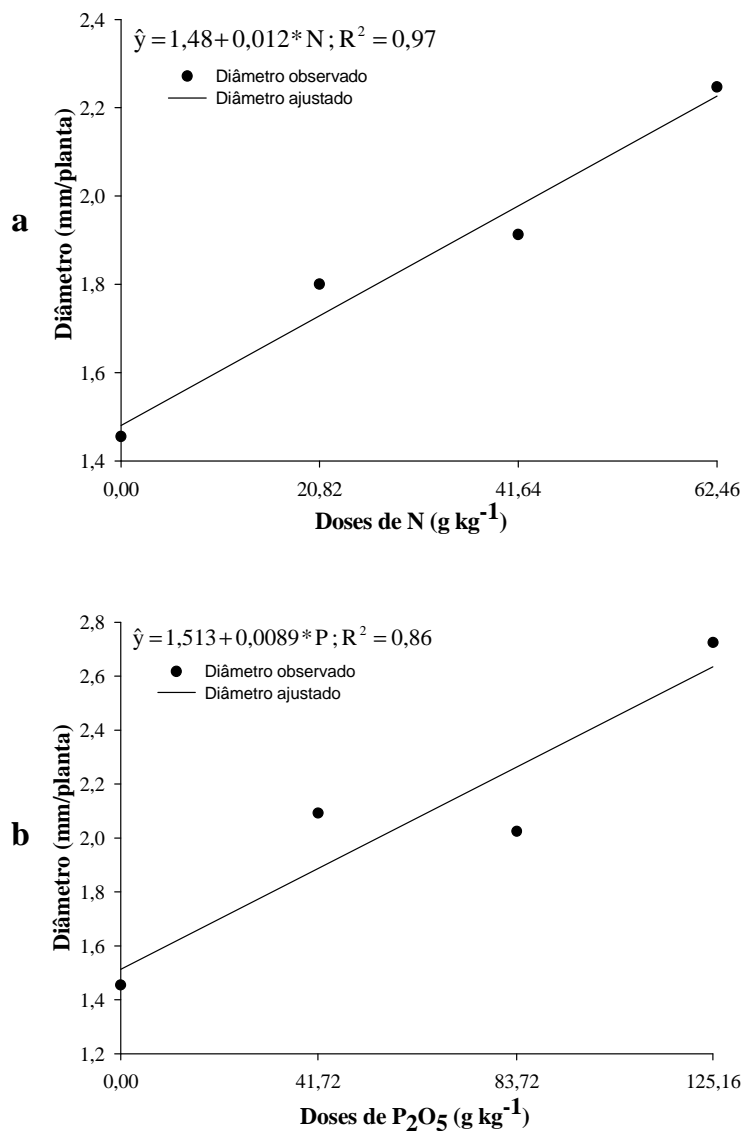 2,4
ŷ = 1,48 + 0,012* N ; R² = 0,97
Diâmetro observado
Diâmetro ajustado
2,2
2,0
1,8
1,6
1,4
Diâmetro (mm/planta)
a
0,00 20,82 41,64 62,46
Doses de N (g kg⁻¹)
2,8
ŷ = 1,513 + 0,0089* P ; R² = 0,86
Diâmetro observado
Diâmetro ajustado
2,6
2,4
2,2
2,0
1,8
1,6
1,4
1,2
Diâmetro (mm/planta)
b
0,00 41,72 83,72 125,16
Doses de P₂O₅ (g kg⁻¹)